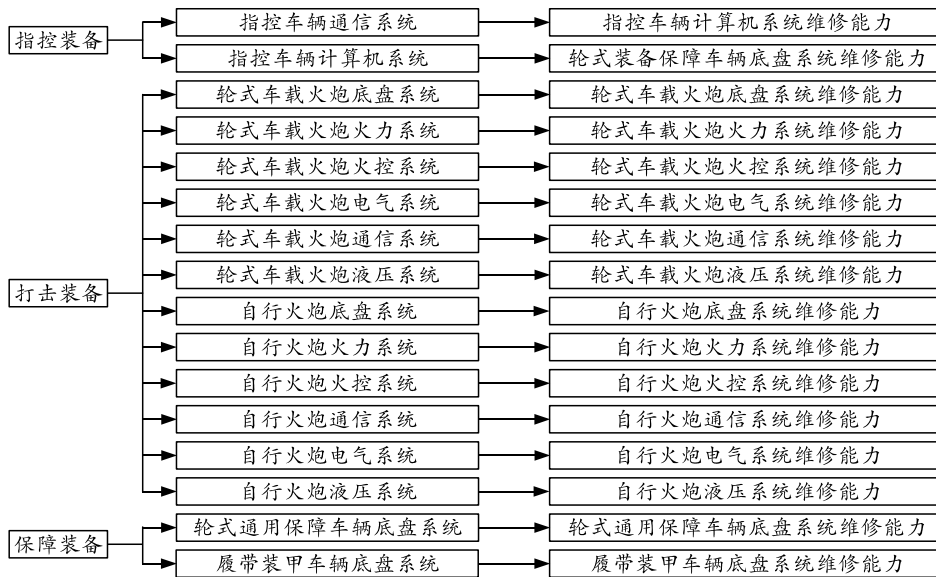 指控装备
指控车辆通信系统
指控车辆计算机系统维修能力
指控车辆计算机系统
轮式装备保障车辆底盘系统维修能力
打击装备
轮式车载火炮底盘系统
轮式车载火炮底盘系统维修能力
轮式车载火炮火力系统
轮式车载火炮火力系统维修能力
轮式车载火炮火控系统
轮式车载火炮火控系统维修能力
轮式车载火炮电气系统
轮式车载火炮电气系统维修能力
轮式车载火炮通信系统
轮式车载火炮通信系统维修能力
轮式车载火炮液压系统
轮式车载火炮液压系统维修能力
自行火炮底盘系统
自行火炮底盘系统维修能力
自行火炮火力系统
自行火炮火力系统维修能力
自行火炮火控系统
自行火炮火控系统维修能力
自行火炮通信系统
自行火炮通信系统维修能力
自行火炮电气系统
自行火炮电气系统维修能力
自行火炮液压系统
自行火炮液压系统维修能力
保障装备
轮式通用保障车辆底盘系统
轮式通用保障车辆底盘系统维修能力
履带装甲车辆底盘系统
履带装甲车辆底盘系统维修能力